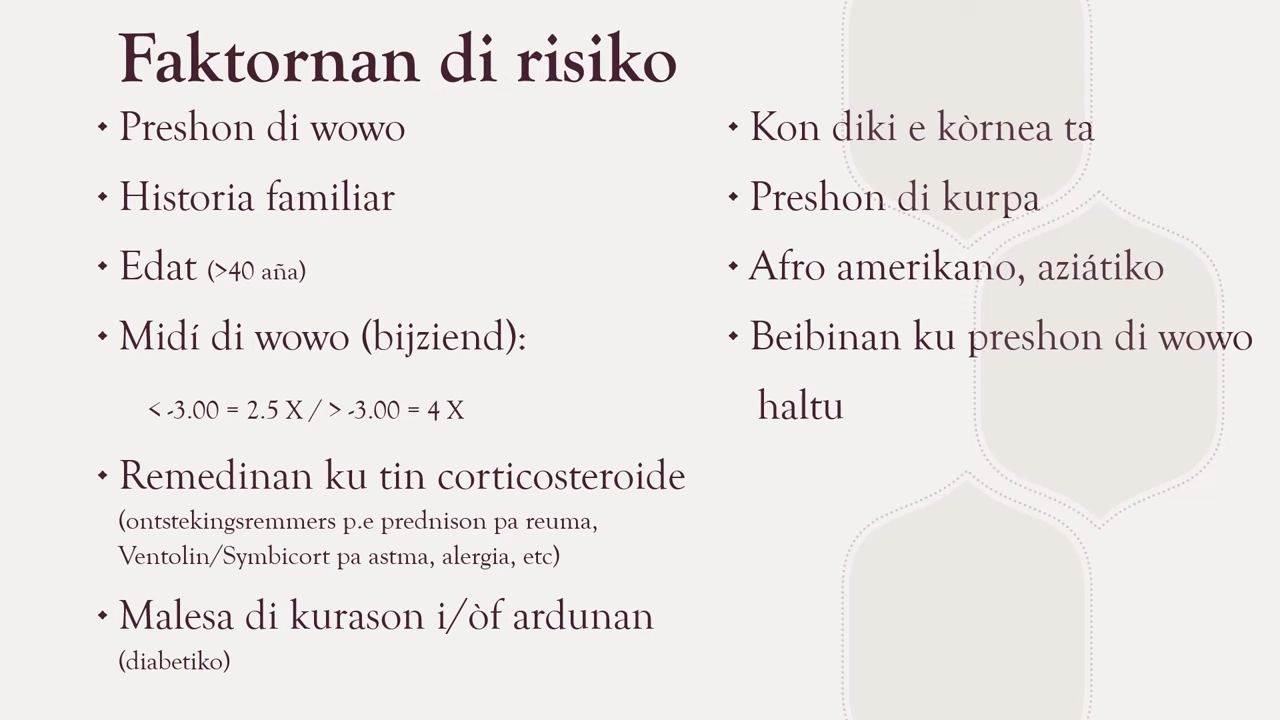 Faktornan di risiko
Preshon di wowo
Historia familiar
Edat (>40 aña)
Midí di wowo (bijziend):
< -3.00 = 2.5 X / > -3.00 = 4 X
Remedinan ku tin corticosteroide
(ontstekingsremmers p.e prednison pa reuma,
Ventolin/Symbicort pa astma, alergia, etc)
Malesa di kurason i/òf ardunan
(diabetiko)
Kon diki e kòrnea ta
Preshon di kurpa
Afro amerikano, aziátiko
Beibinan ku preshon di wowo
haltu